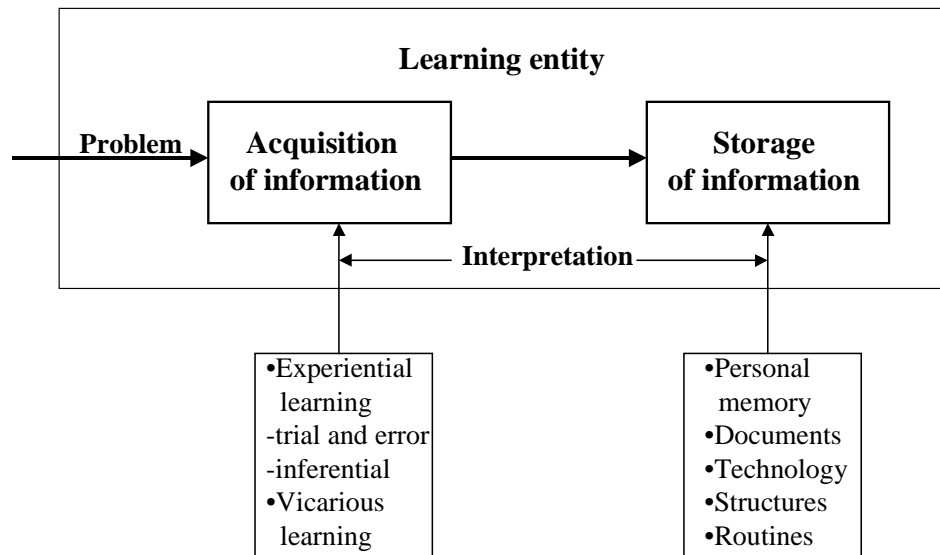 Learning entity
Problem
Acquisition
of information
Storage
of information
Interpretation
•Experiential
learning
-trial and error
-inferential
•Vicarious
learning
•Personal
memory
•Documents
•Technology
•Structures
•Routines